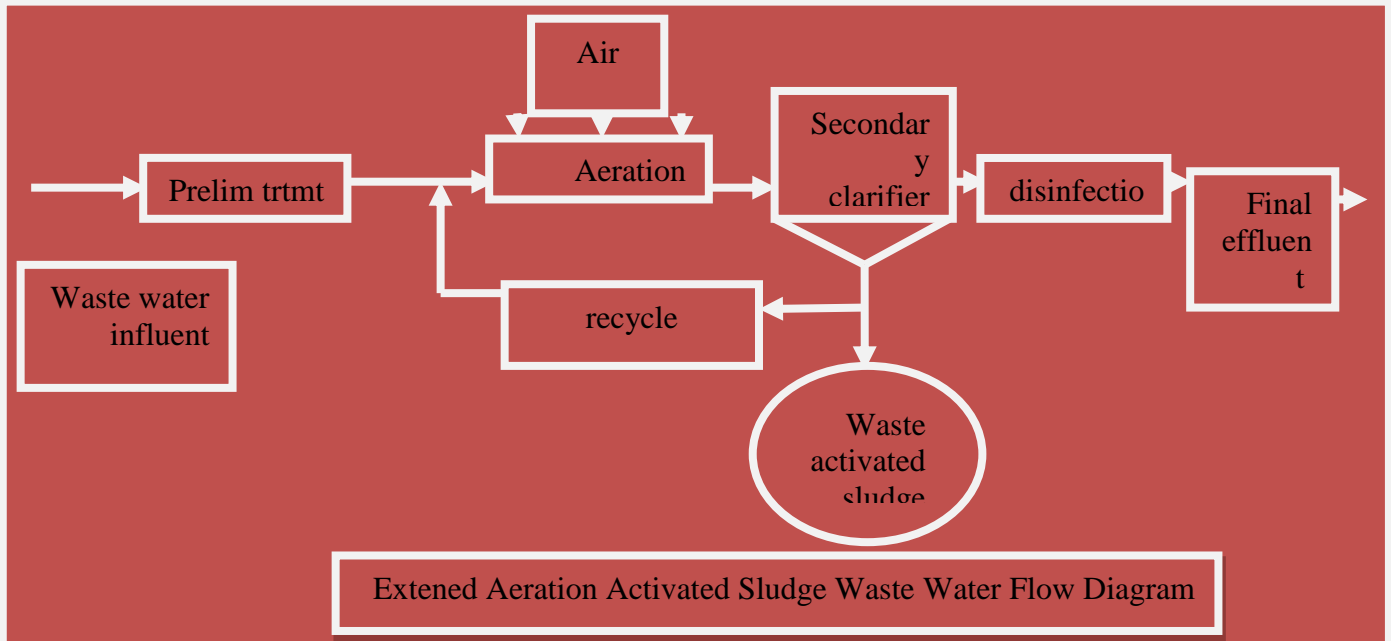 Air
Secondar
y
clarifier
Aeration
Prelim trtmt
disinfectio
Final
effluen
t
Waste water
influent
recycle
Waste
activated
sludge
Extened Aeration Activated Sludge Waste Water Flow Diagram